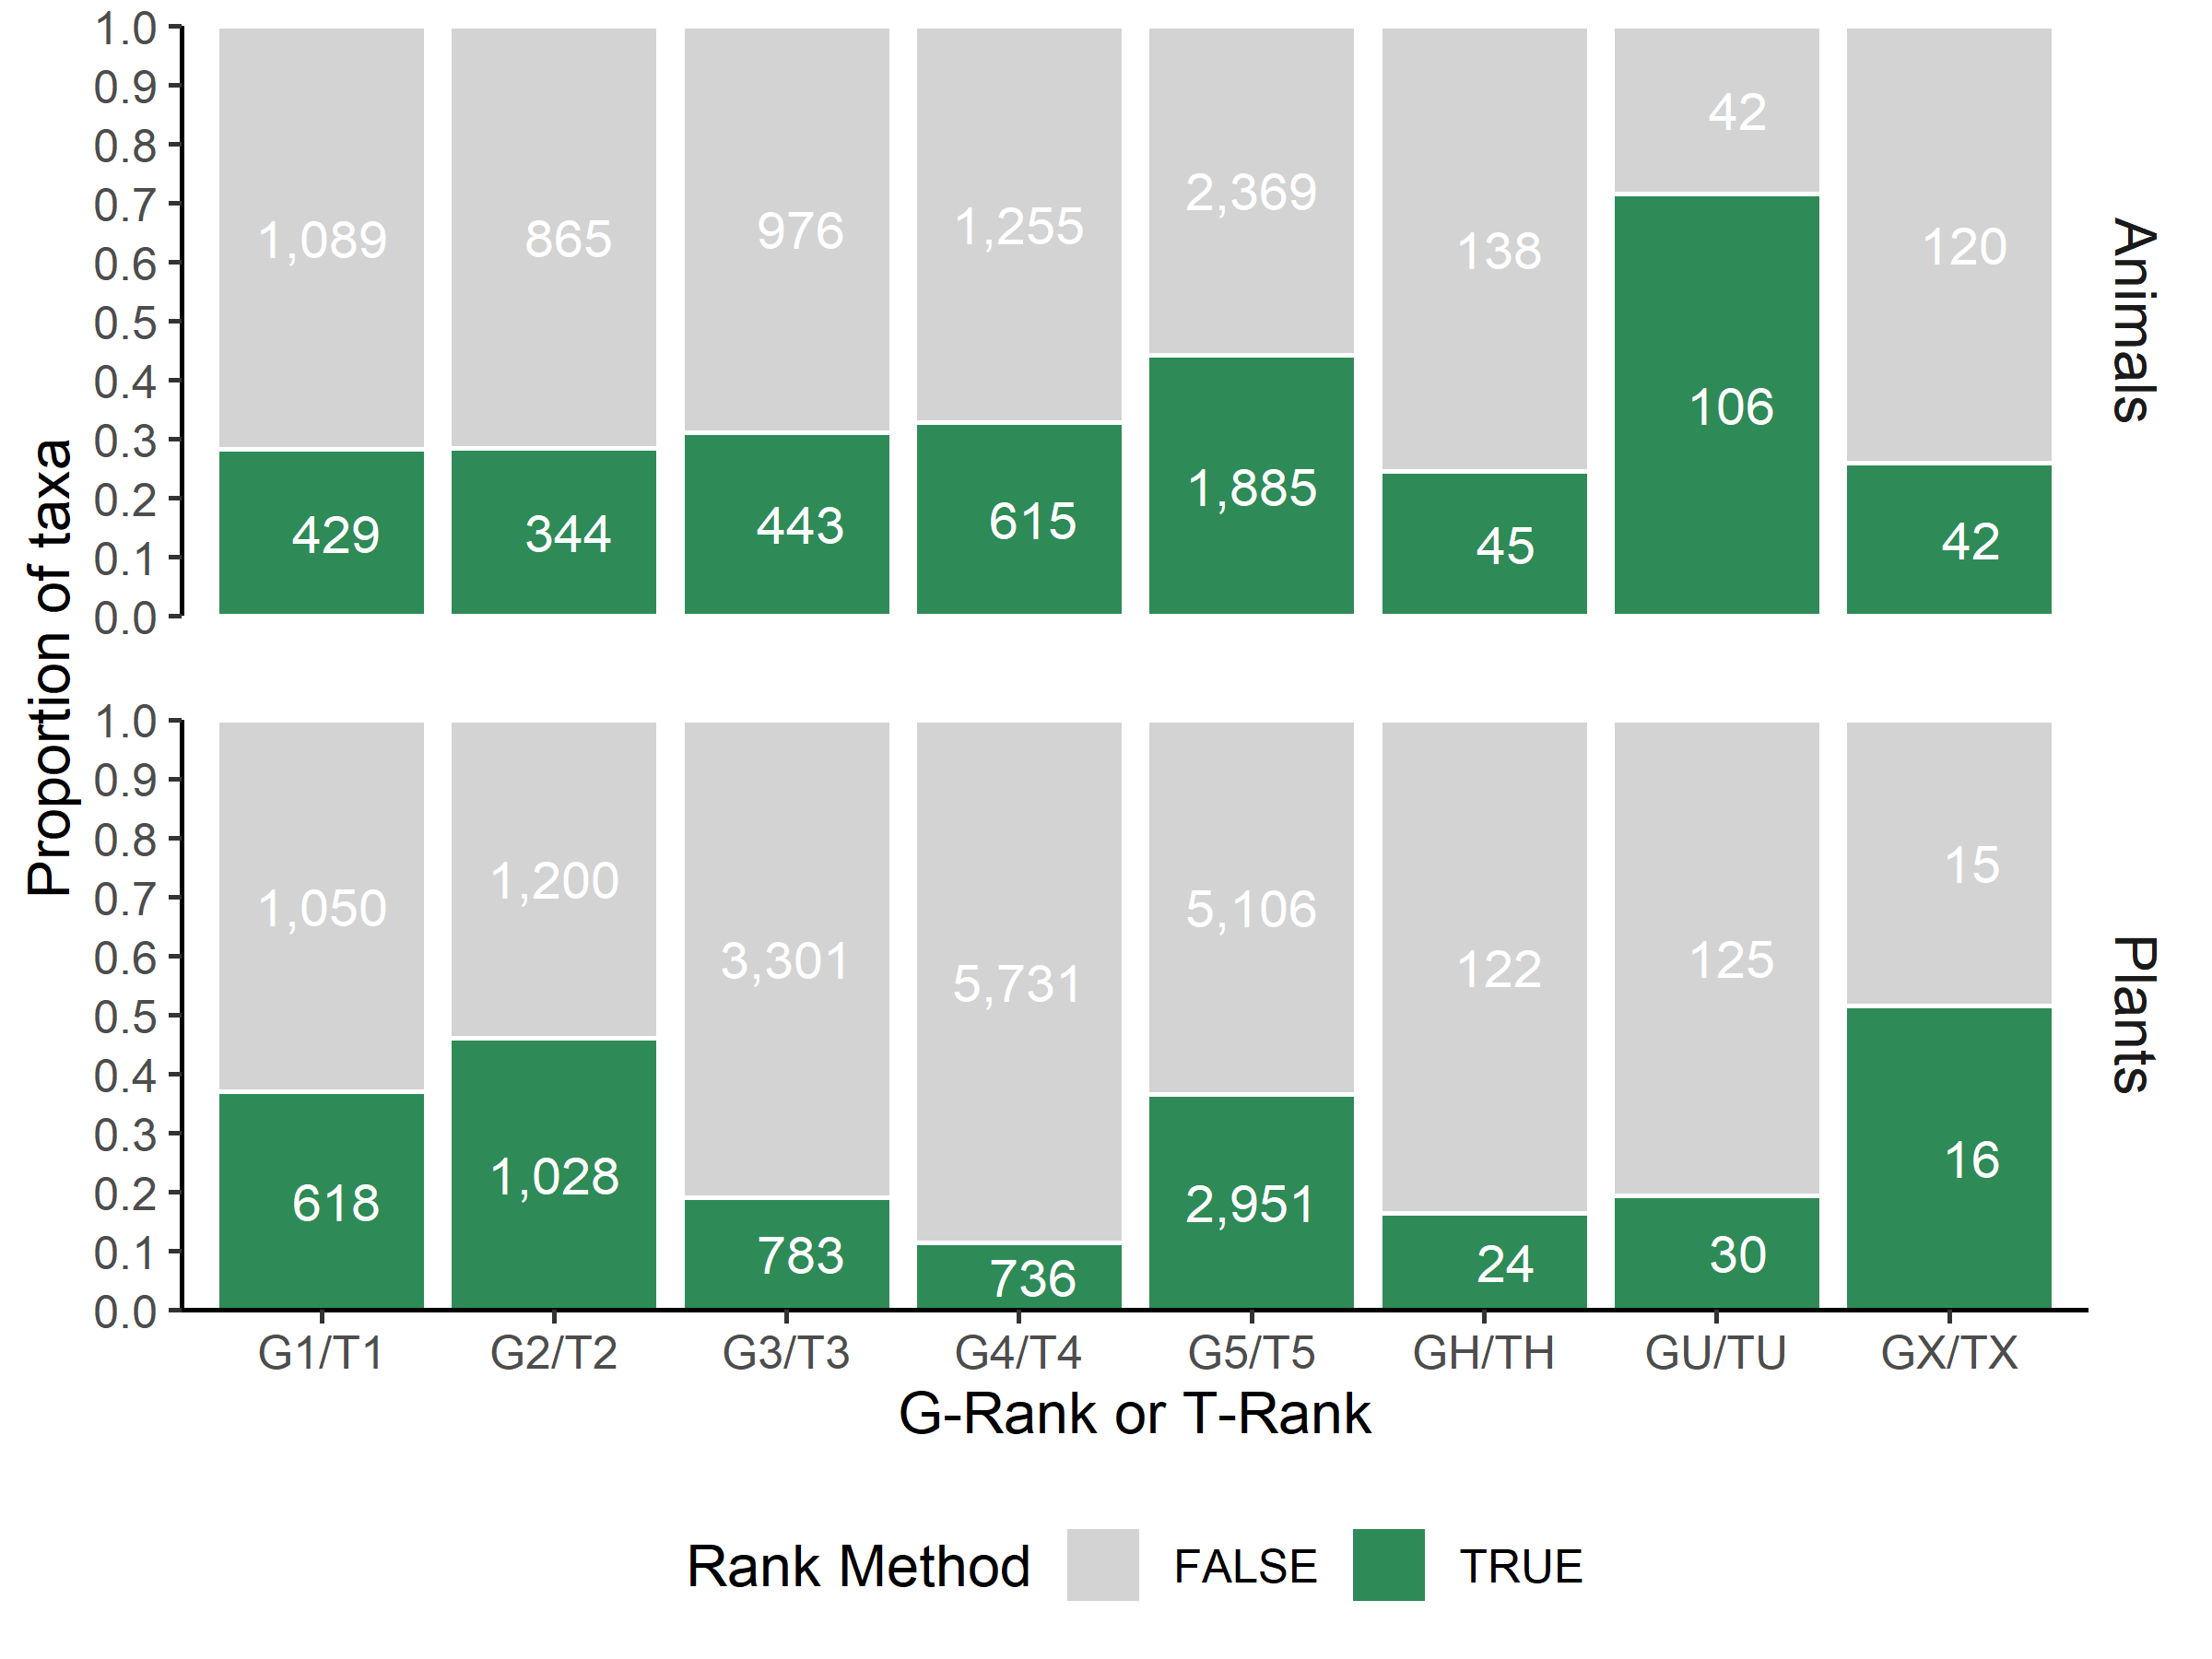 Proportion of taxa
1.0
0.9
0.8
0.7
0.6
0.5
0.4
0.3
0.2
0.1
0.0
1,089 865 976 1,255 2,369 138 42 120
429 344 443 615 1,885 45 106 42
Animals
1.0
0.9
0.8
0.7
0.6
0.5
0.4
0.3
0.2
0.1
0.0
1,050 1,200 3,301 5,731 5,106 122 125 15
618 1,028 783 736 2,951 24 30 16
Plants
G1/T1 G2/T2 G3/T3 G4/T4 G5/T5 GH/TH GU/TU GX/TX
G-Rank or T-Rank
Rank Method FALSE TRUE